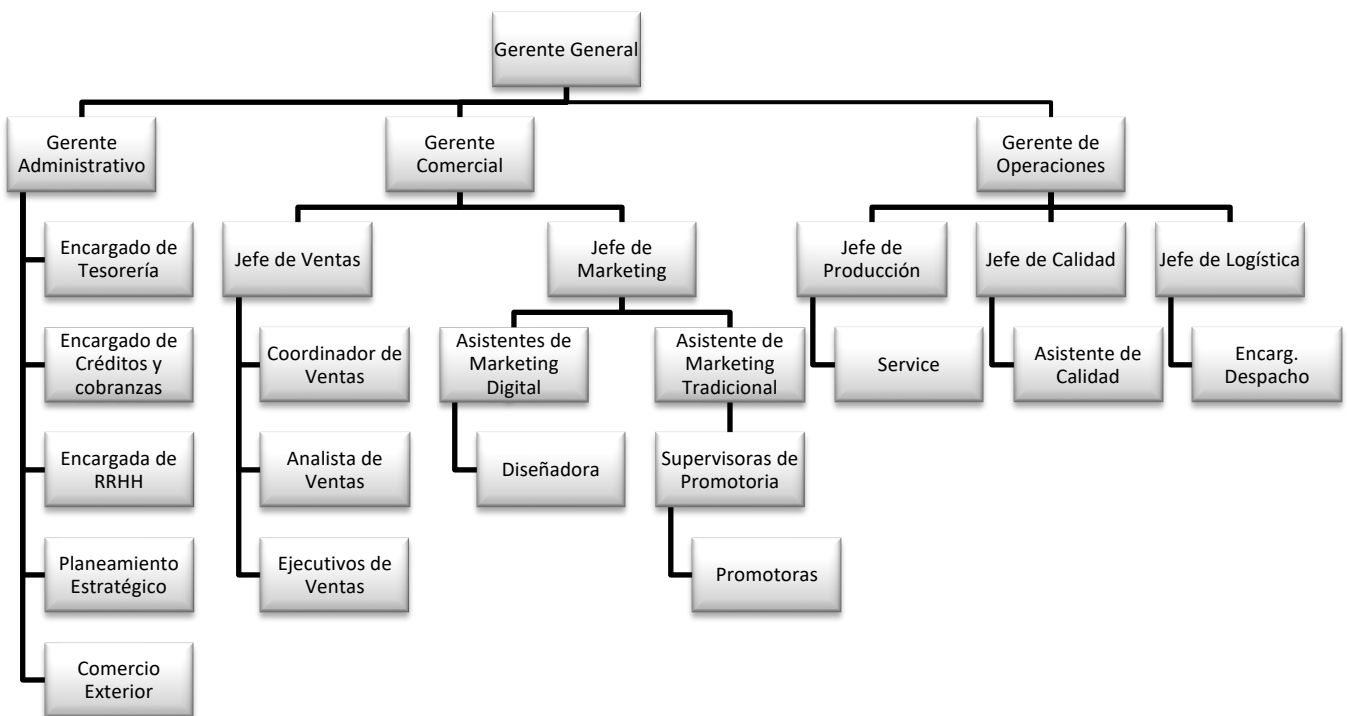 Gerente General
Gerente
Administrativo
Gerente
Comercial
Gerente de
Operaciones
Encargado de
Tesorería
Encargado de
Créditos y
cobranzas
Encargada de
RRHH
Planeamiento
Estratégico
Comercio
Exterior
Jefe de Ventas
Coordinador de
Ventas
Analista de
Ventas
Ejecutivos de
Ventas
Jefe de
Marketing
Asistentes de
Marketing
Digital
Diseñadora
Asistente de
Marketing
Tradicional
Supervisoras de
Promotoria
Promotoras
Jefe de
Producción
Service
Jefe de Calidad
Asistente de
Calidad
Jefe de Logística
Encarg.
Despacho